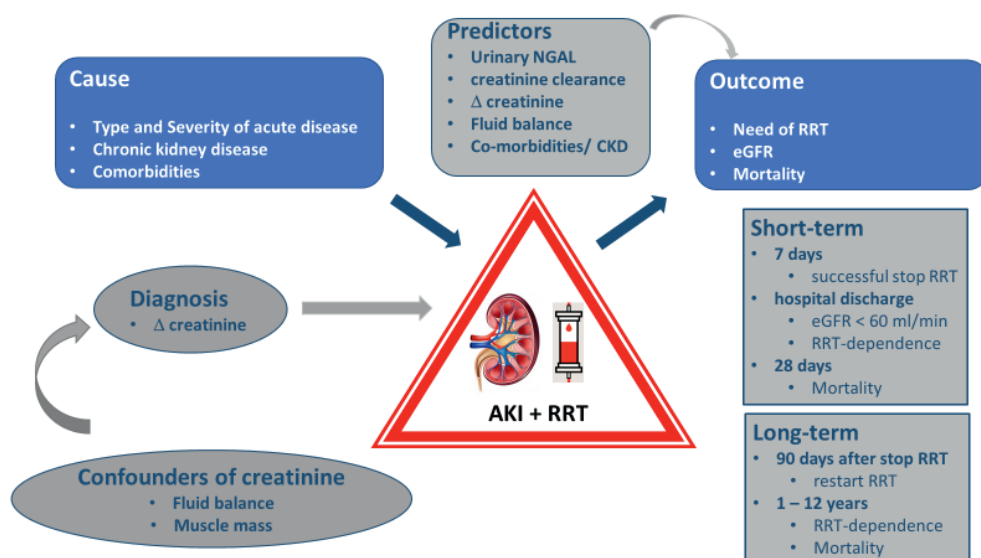 Cause
• Type and Severity of acute disease
• Chronic kidney disease
• Comorbidities
Predictors
• Urinary NGAL
• creatinine clearance
• Δ creatinine
• Fluid balance
• Co-morbidities/ CKD
Outcome
• Need of RRT
• eGFR
• Mortality
Diagnosis
• Δ creatinine
AKI + RRT
Confounders of creatinine
• Fluid balance
• Muscle mass
Short-term
• 7 days
• successful stop RRT
• hospital discharge
• eGFR < 60 ml/min
• RRT-dependence
• 28 days
• Mortality
Long-term
• 90 days after stop RRT
• restart RRT
• 1 – 12 years
• RRT-dependence
• Mortality